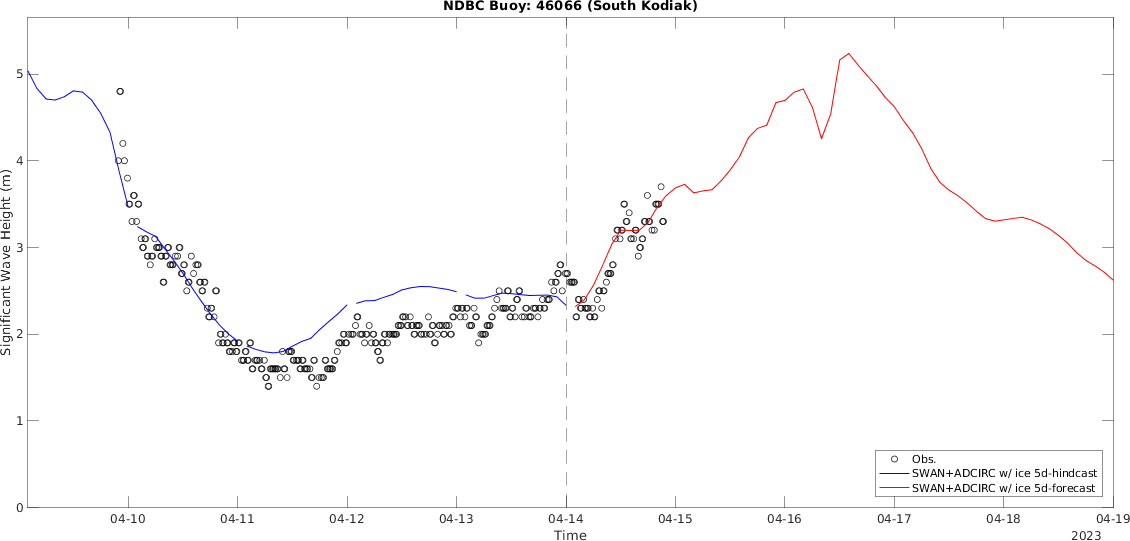 NDBC Buoy: 46066 (South Kodiak)
5
4
3
2
1
0
Significant Wave Height (m)
Obs.
SWAN+ADCIRC w/ ice 5d-hindcast
SWAN+ADCIRC w/ ice 5d-forecast
04-10 04-11 04-12 04-13 04-14 04-15 04-16 04-17 04-18 04-19
Time
2023